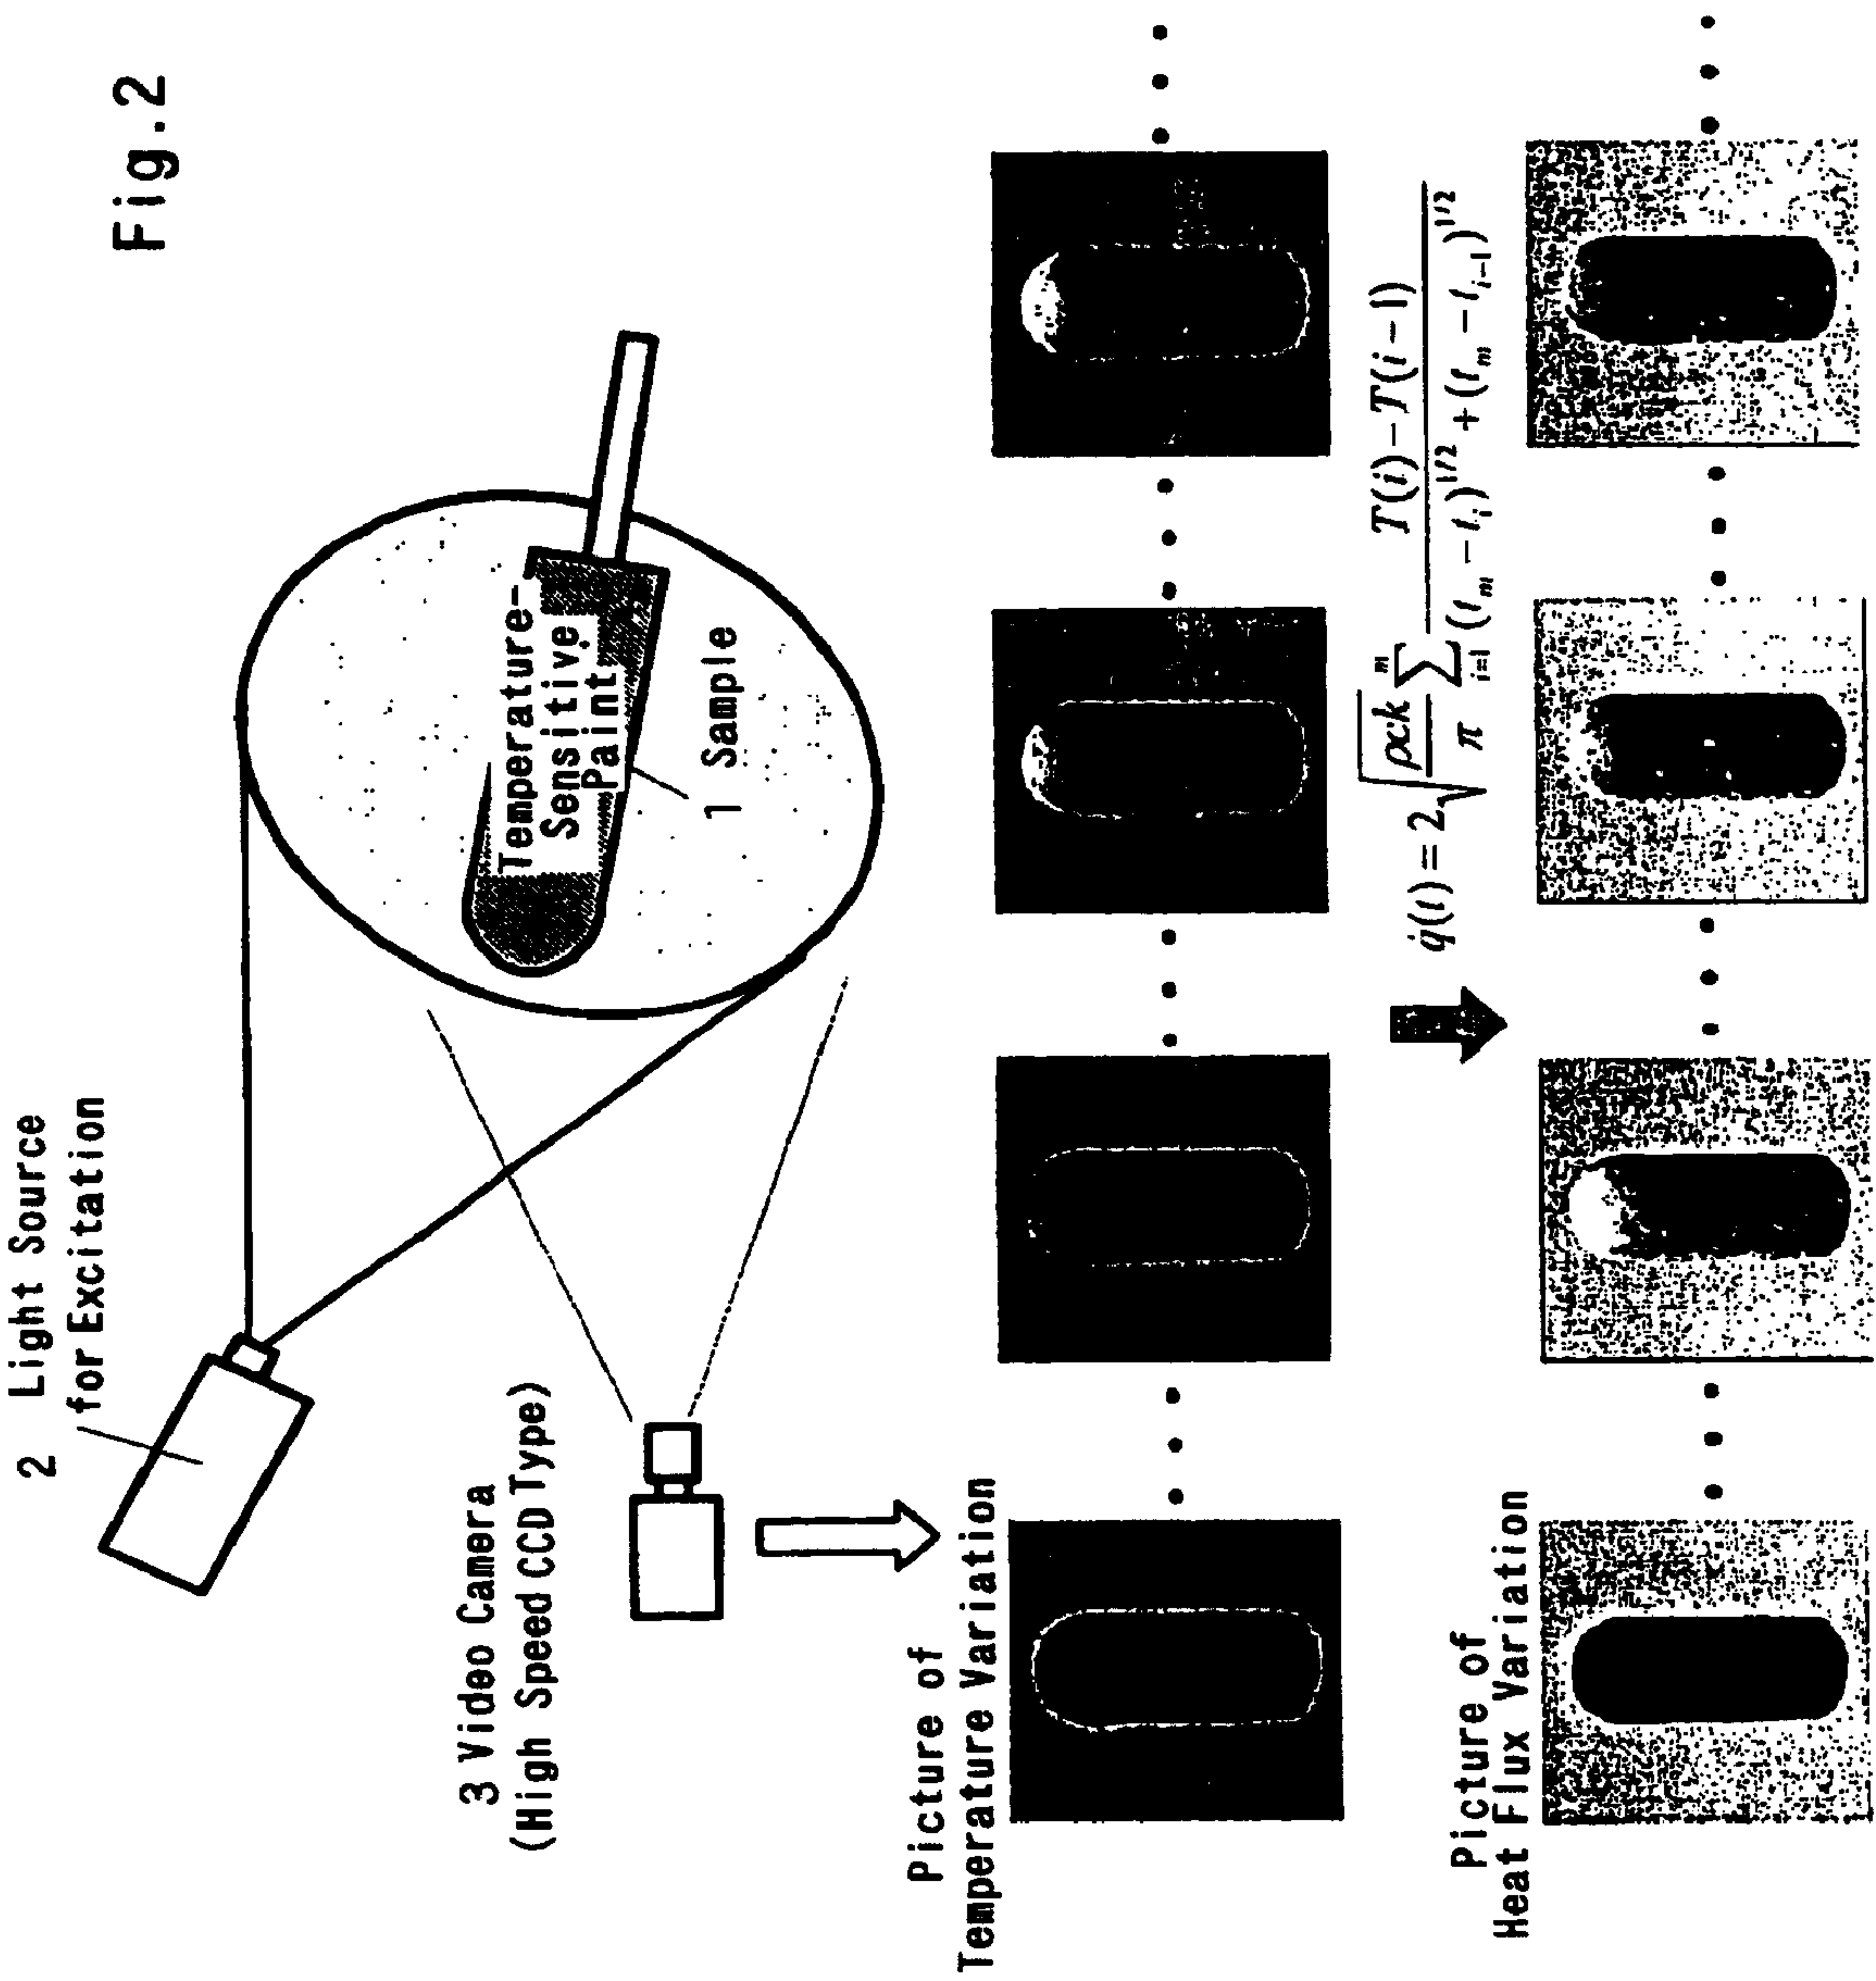 Fig.2
2 Light Source
for Excitation
Temperature-
Sensitive
Paint
1 Sample
3 Video Camera
(High Speed CCD Type)
Picture of
Temperature Variation
q̇(t) = 2√(ρck/π) Σ_{i=1}^{m} (T(i) − T(i−1)) / ((t_m − t_i)^{1/2} + (t_m − t_{i−1})^{1/2})
Picture of
Heat Flux Variation